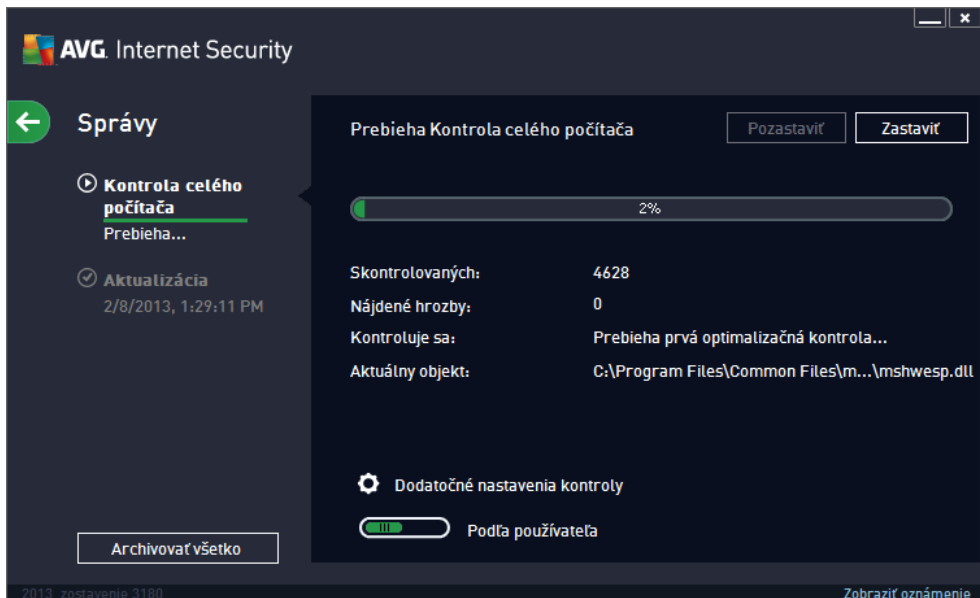 AVG. Internet Security
Správy
Kontrola celého
počítača
Prebieha...
Aktualizácia
2/8/2013, 1:29:11 PM
Archivovať všetko
Prebieha Kontrola celého počítača
Pozastaviť
Zastaviť
2%
Skontrolovaných: 4628
Nájdené hrozby: 0
Kontroluje sa: Prebieha prvá optimalizačná kontrola...
Aktuálny objekt: C:\Program Files\Common Files\m...\mshwesp.dll
Dodatočné nastavenia kontroly
Podľa používateľa
2013 zostavenie 3180
Zobraziť oznámenie